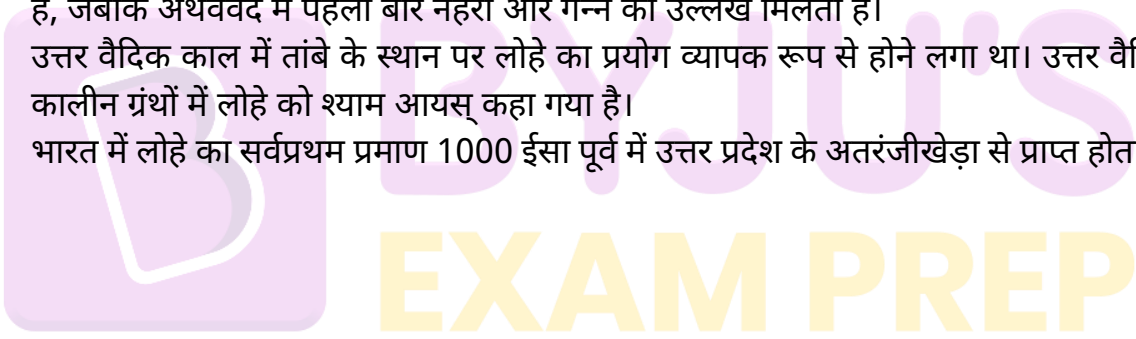 है, जबकि अथर्ववेद में पहली बार नहरों और गन्ने का उल्लेख मिलता है।
उत्तर वैदिक काल में तांबे के स्थान पर लोहे का प्रयोग व्यापक रूप से होने लगा था। उत्तर
कालीन ग्रंथों में लोहे को श्याम आयस् कहा गया है।
भारत में लोहे का सर्वप्रथम प्रमाण 1000 ईसा पूर्व में उत्तर प्रदेश के अतरंजीखेड़ा से प्राप्त
BYJU'S
EXAM PREP